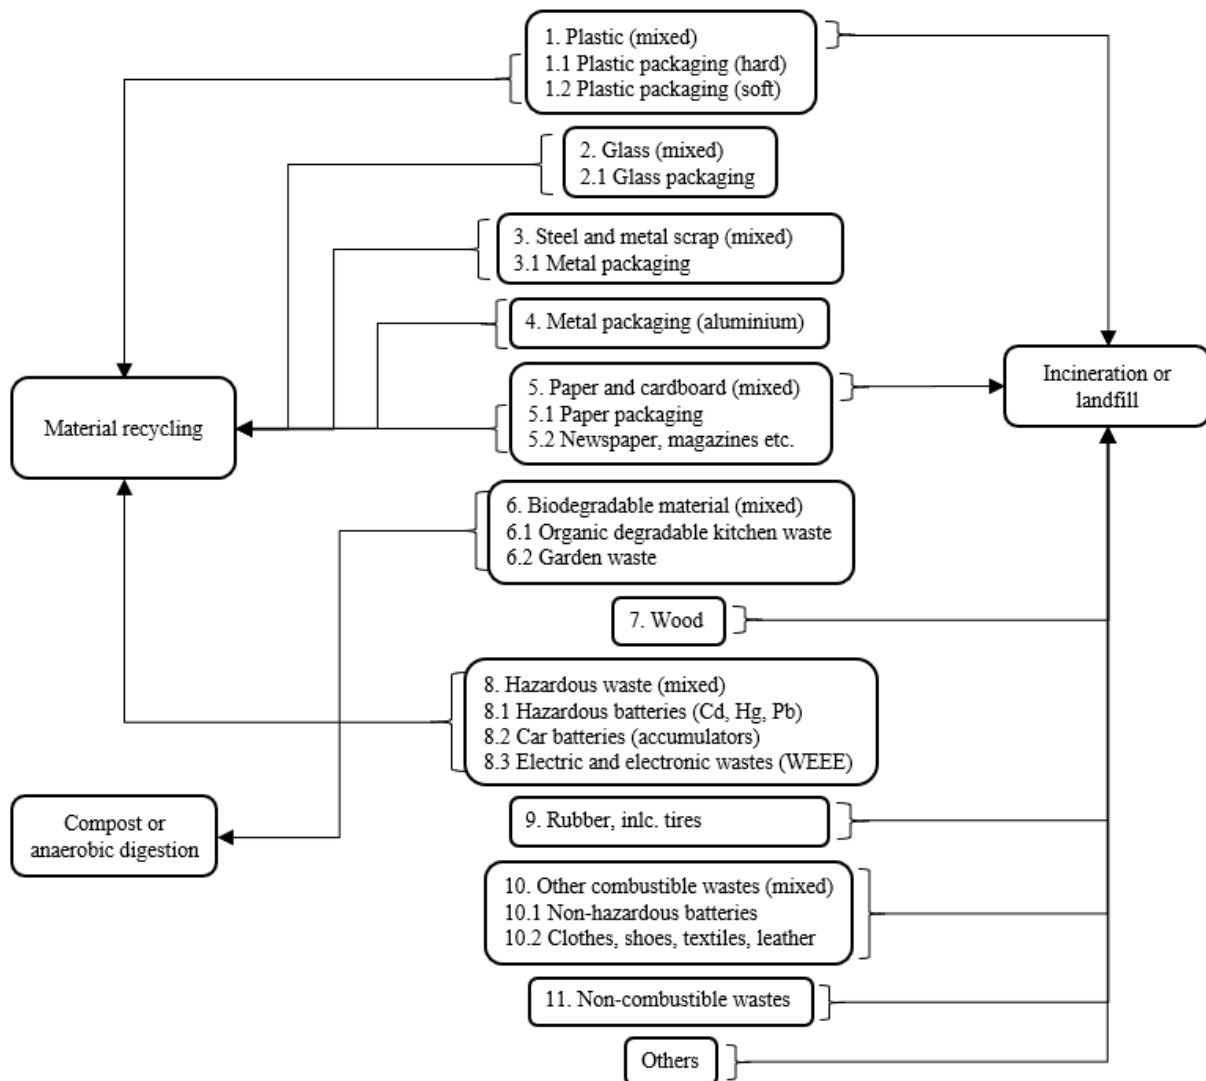 1. Plastic (mixed)
1.1 Plastic packaging (hard)
1.2 Plastic packaging (soft)
2. Glass (mixed)
2.1 Glass packaging
3. Steel and metal scrap (mixed)
3.1 Metal packaging
4. Metal packaging (aluminium)
5. Paper and cardboard (mixed)
5.1 Paper packaging
5.2 Newspaper, magazines etc.
Material recycling
Incineration or
landfill
6. Biodegradable material (mixed)
6.1 Organic degradable kitchen waste
6.2 Garden waste
7. Wood
8. Hazardous waste (mixed)
8.1 Hazardous batteries (Cd, Hg, Pb)
8.2 Car batteries (accumulators)
8.3 Electric and electronic wastes (WEEE)
Compost or
anaerobic digestion
9. Rubber, inlc. tires
10. Other combustible wastes (mixed)
10.1 Non-hazardous batteries
10.2 Clothes, shoes, textiles, leather
11. Non-combustible wastes
Others